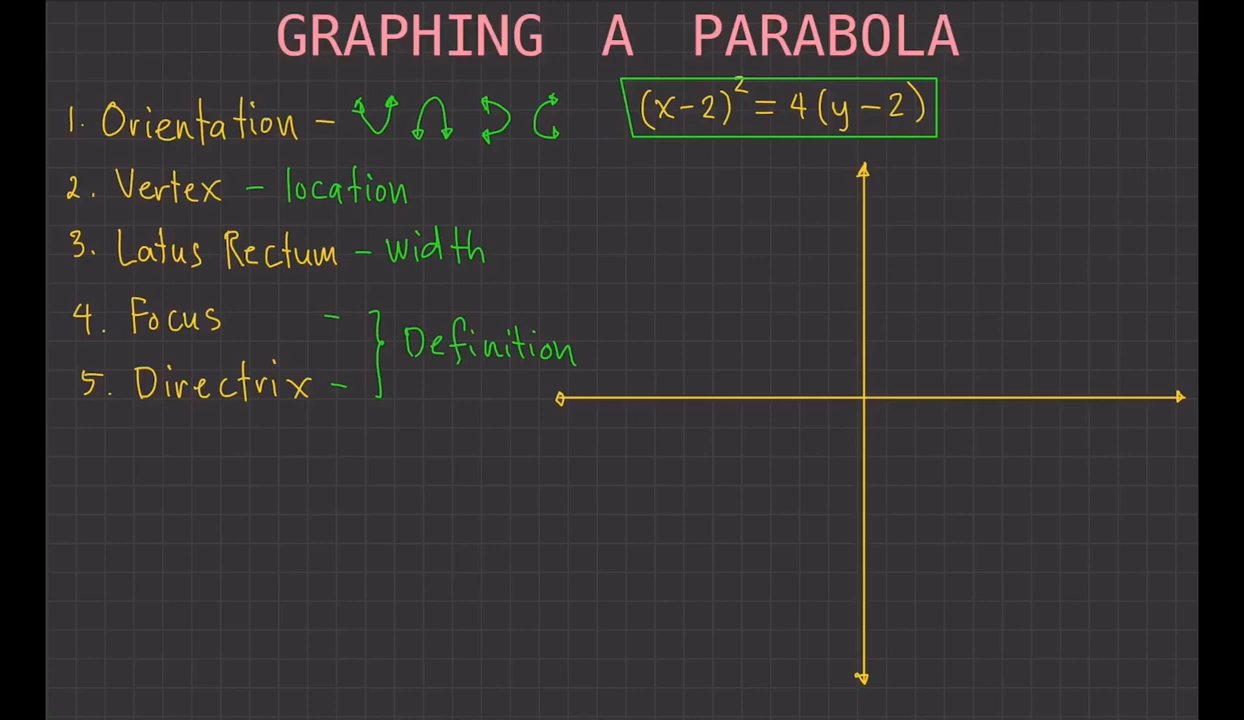 GRAPHING A PARABOLA
1. Orientation -
(x-2)² = 4(y-2)
2. Vertex - location
3. Latus Rectum - width
4. Focus -
Definition
5. Directrix -